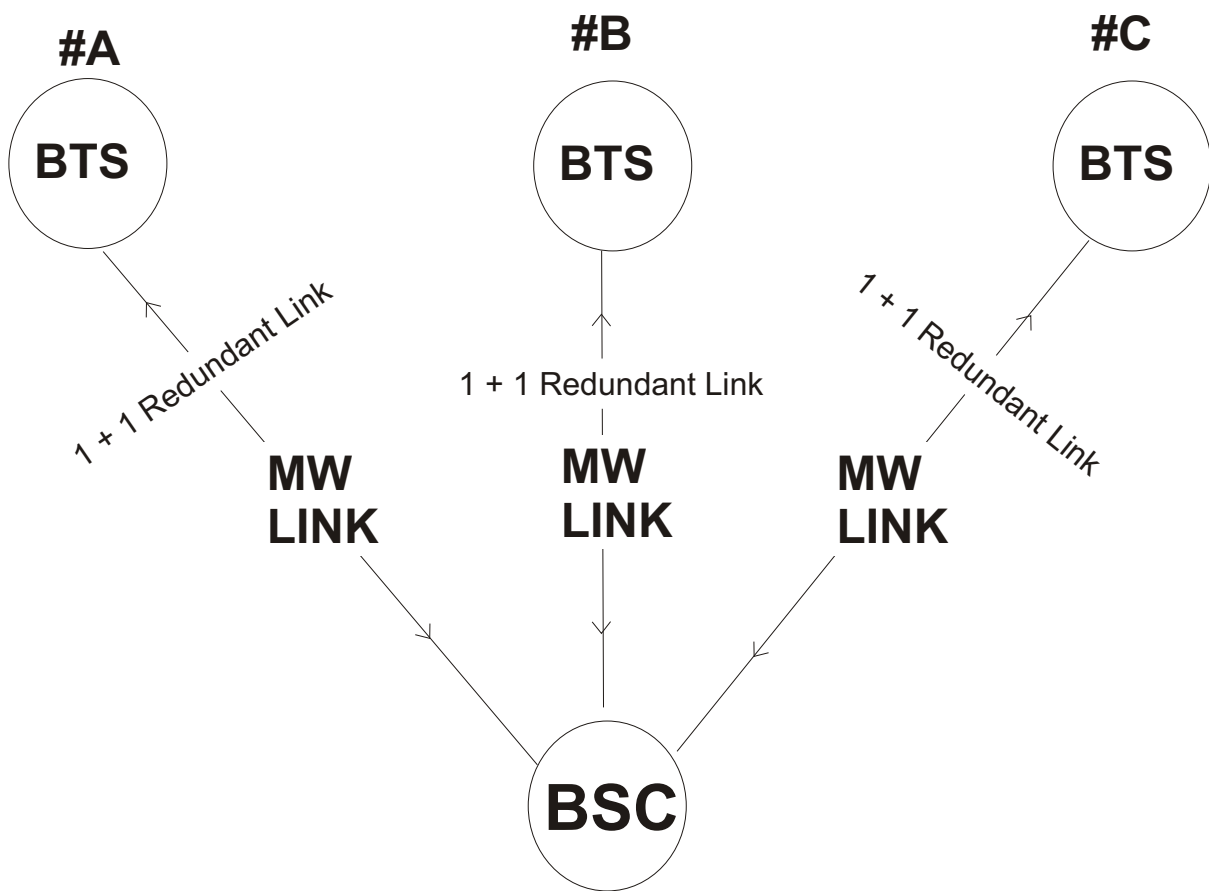 #A
#B
#C
BTS
BTS
BTS
1 + 1 Redundant Link
1 + 1 Redundant Link
1 + 1 Redundant Link
MW
LINK
MW
LINK
MW
LINK
BSC